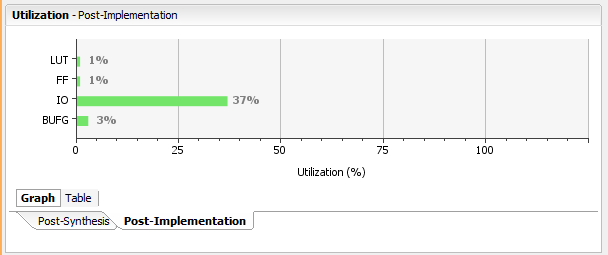 Utilization - Post-Implementation
LUT 1%
FF 1%
IO 37%
BUFG 3%
0 25 50 75 100
Utilization (%)
Graph Table
Post-Synthesis Post-Implementation